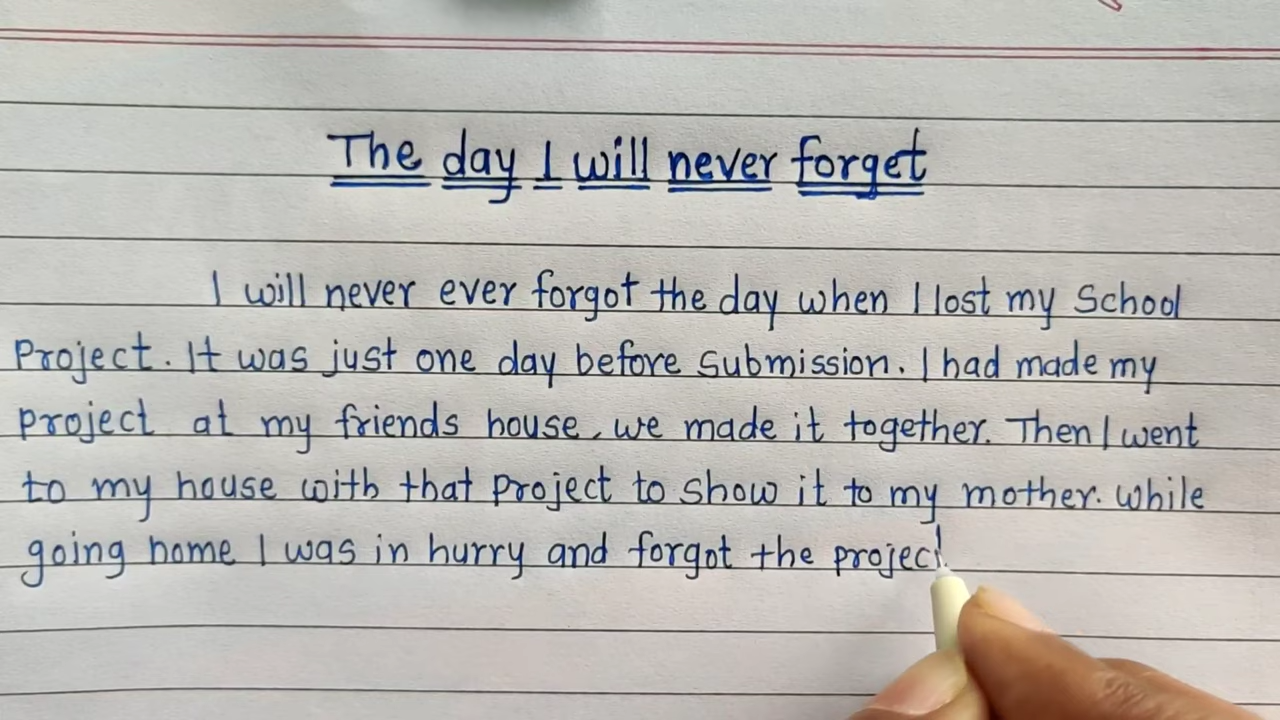 The day I will never forget
I will never ever forgot the day when I lost my School
Project. It was just one day before submission. I had made my
project at my friends house, we made it together. Then I went
to my house with that project to show it to my mother. while
going home I was in hurry and forgot the project